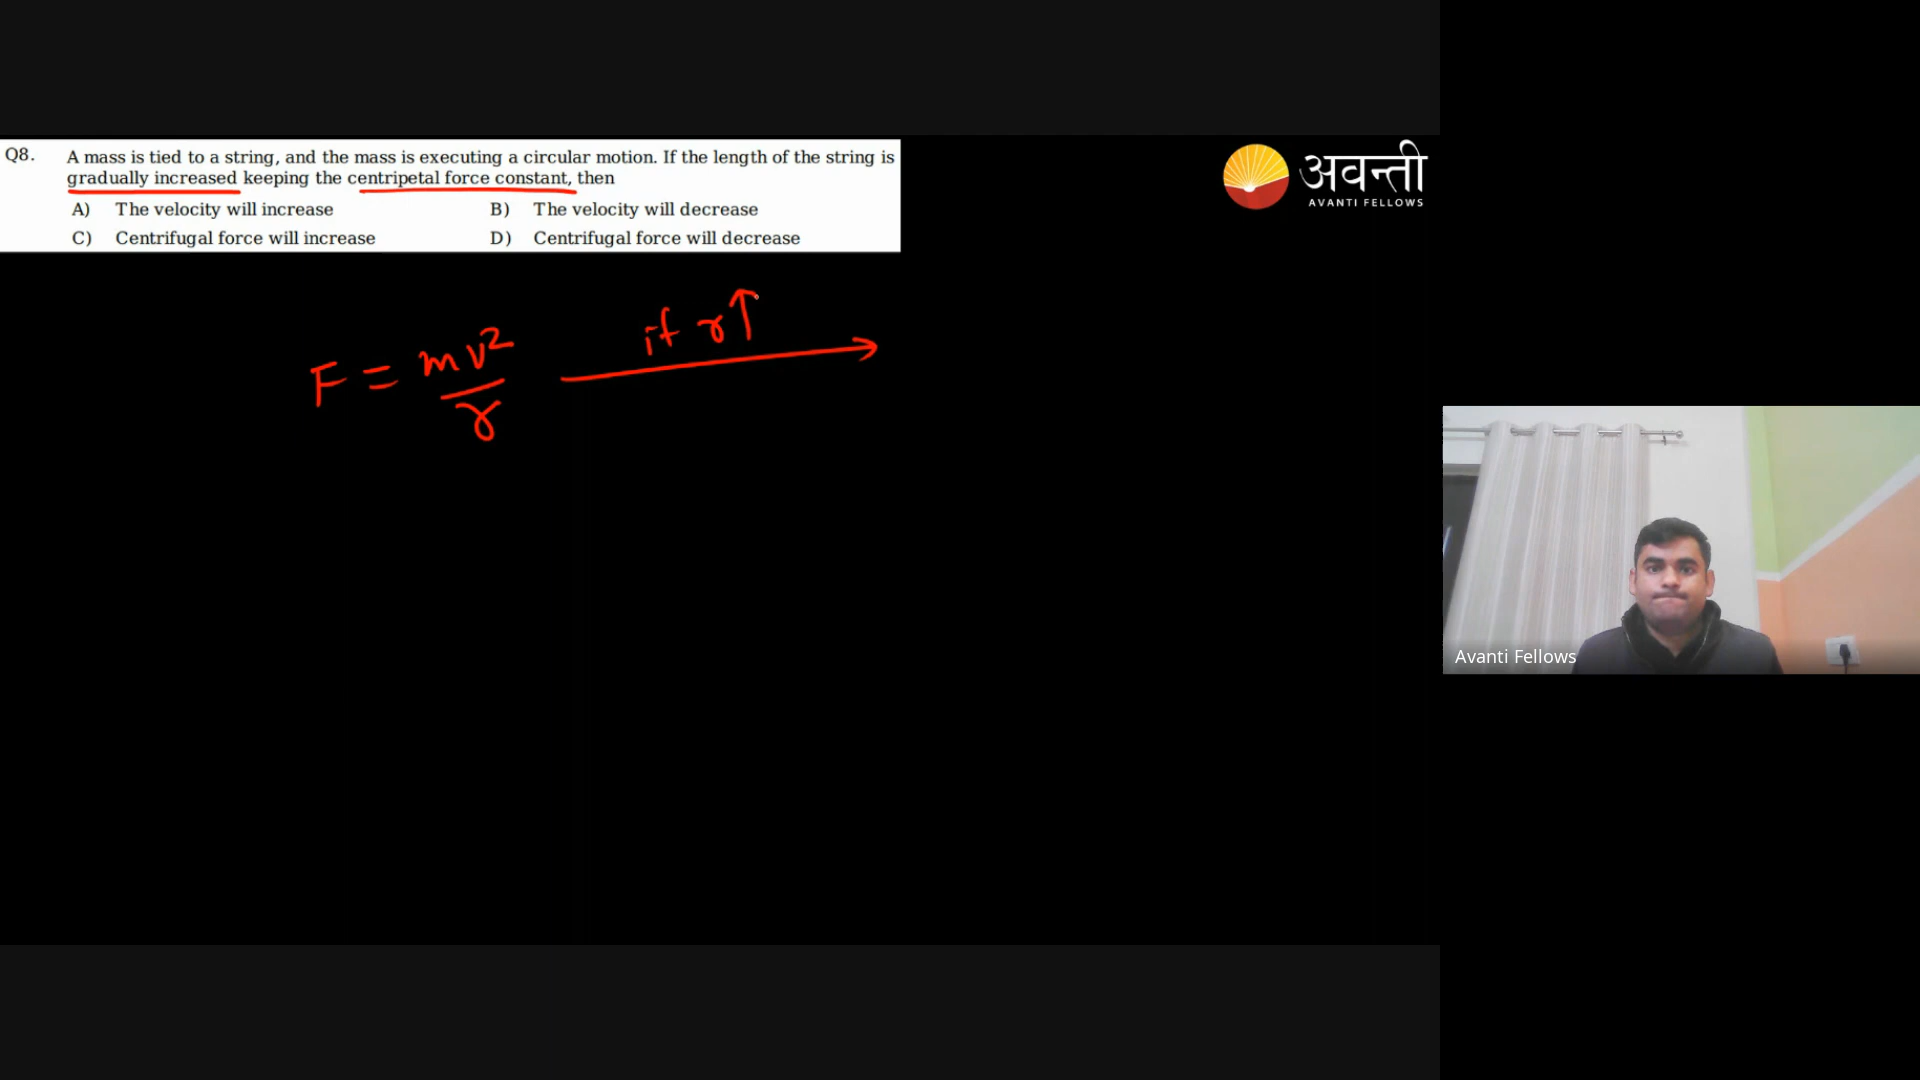 Q8. A mass is tied to a string, and the mass is executing a circular motion. If the length of the string is
gradually increased keeping the centripetal force constant, then
A) The velocity will increase B) The velocity will decrease
C) Centrifugal force will increase D) Centrifugal force will decrease
अवन्ती
AVANTI FELLOWS
F = mv²/r if r↑
Avanti Fellows